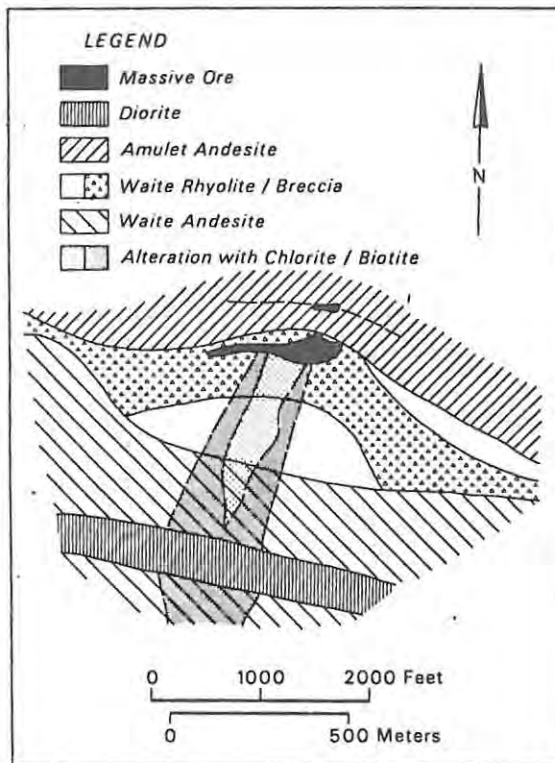 LEGEND
Massive Ore
Diorite
Amulet Andesite
Waite Rhyolite / Breccia
Waite Andesite
Alteration with Chlorite / Biotite
N
0 1000 2000 Feet
0 500 Meters